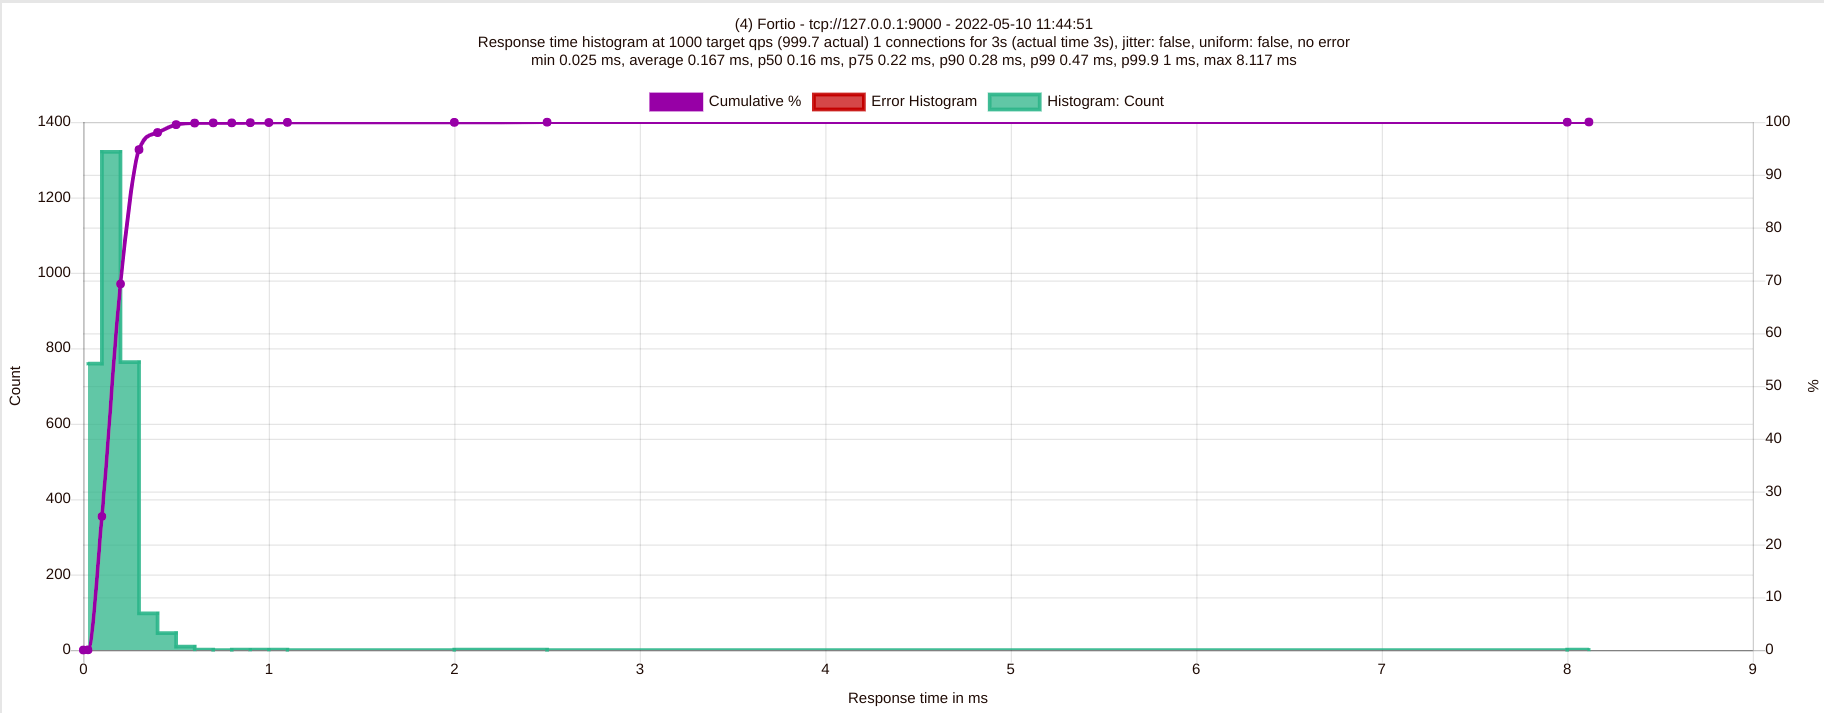 (4) Fortio - tcp://127.0.0.1:9000 - 2022-05-10 11:44:51
Response time histogram at 1000 target qps (999.7 actual) 1 connections for 3s (actual time 3s), jitter: false, uniform: false, no error
min 0.025 ms, average 0.167 ms, p50 0.16 ms, p75 0.22 ms, p90 0.28 ms, p99 0.47 ms, p99.9 1 ms, max 8.117 ms
Cumulative % Error Histogram Histogram: Count
1400 100
90
1200
80
1000
70
60
800
Count
50 %
600
40
30
400
20
200
10
0 0
0 1 2 3 4 5 6 7 8 9
Response time in ms